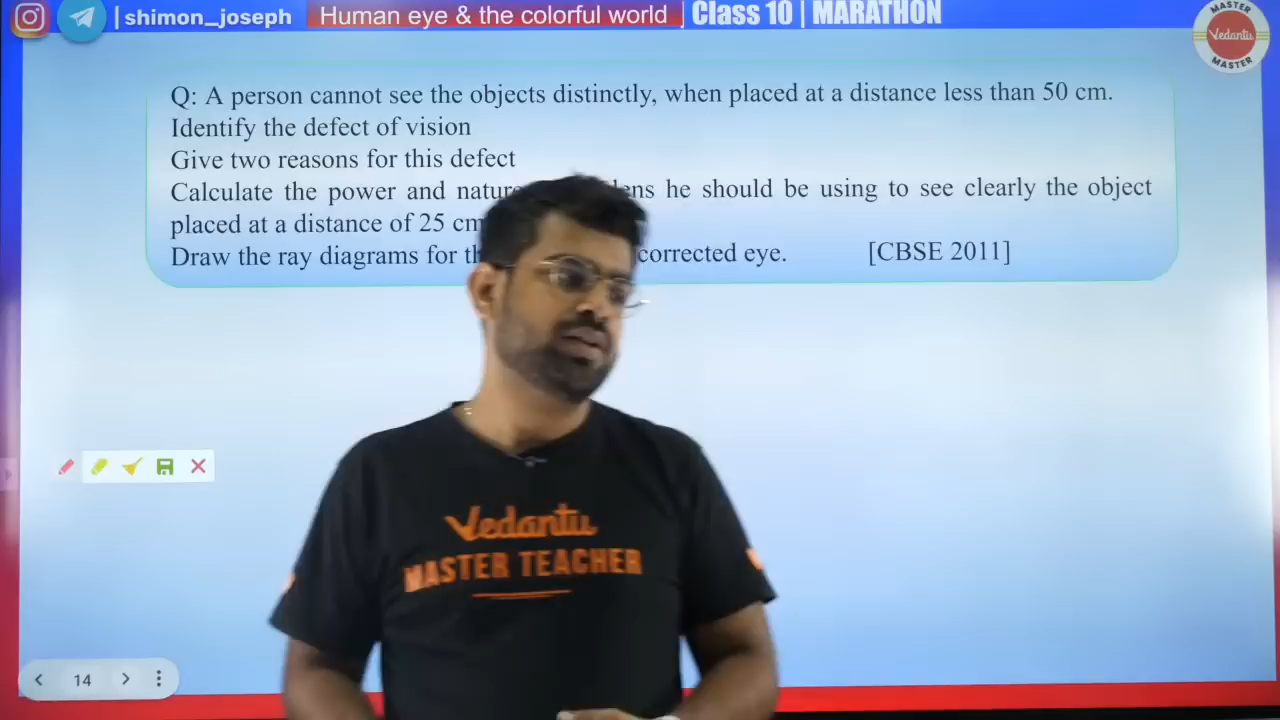 | shimon_joseph
Human eye & the colorful world
| Class 10 | MARATHON
MASTER
Vedantu
MASTER
Q: A person cannot see the objects distinctly, when placed at a distance less than 50 cm.
Identify the defect of vision
Give two reasons for this defect
Calculate the power and lens he should be using to see clearly the object
placed at a distance of 25 cm
Draw the ray diagrams for corrected eye. [CBSE 2011]
Vedantu
MASTER TEACHER
14